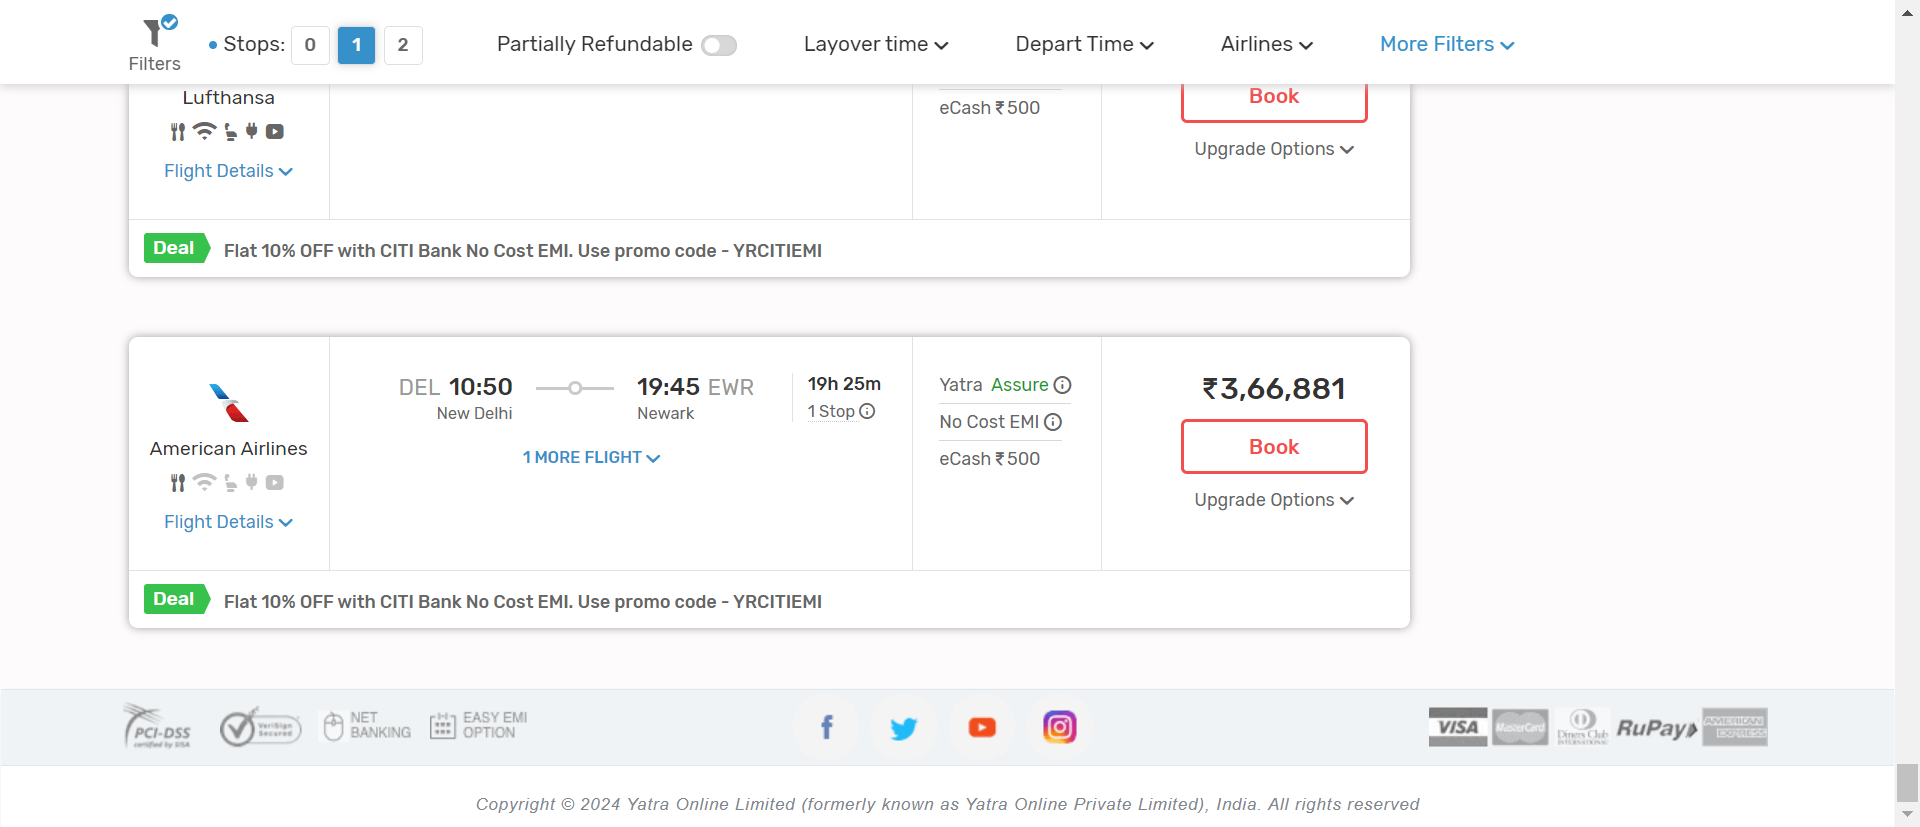 Filters
Stops: 0 1 2
Partially Refundable
Layover time
Depart Time
Airlines
More Filters
Lufthansa
Flight Details
eCash ₹500
Book
Upgrade Options
Deal
Flat 10% OFF with CITI Bank No Cost EMI. Use promo code - YRCITIEMI
American Airlines
Flight Details
DEL 10:50
New Delhi
19:45 EWR
Newark
19h 25m
1 Stop
1 MORE FLIGHT
Yatra Assure
No Cost EMI
eCash ₹500
₹3,66,881
Book
Upgrade Options
Deal
Flat 10% OFF with CITI Bank No Cost EMI. Use promo code - YRCITIEMI
PCI-DSS
certified by SISA
VeriSign
Secured
NET
BANKING
EASY EMI
OPTION
VISA
MasterCard
Diners Club
INTERNATIONAL
RuPay
AMERICAN
EXPRESS
Copyright © 2024 Yatra Online Limited (formerly known as Yatra Online Private Limited), India. All rights reserved